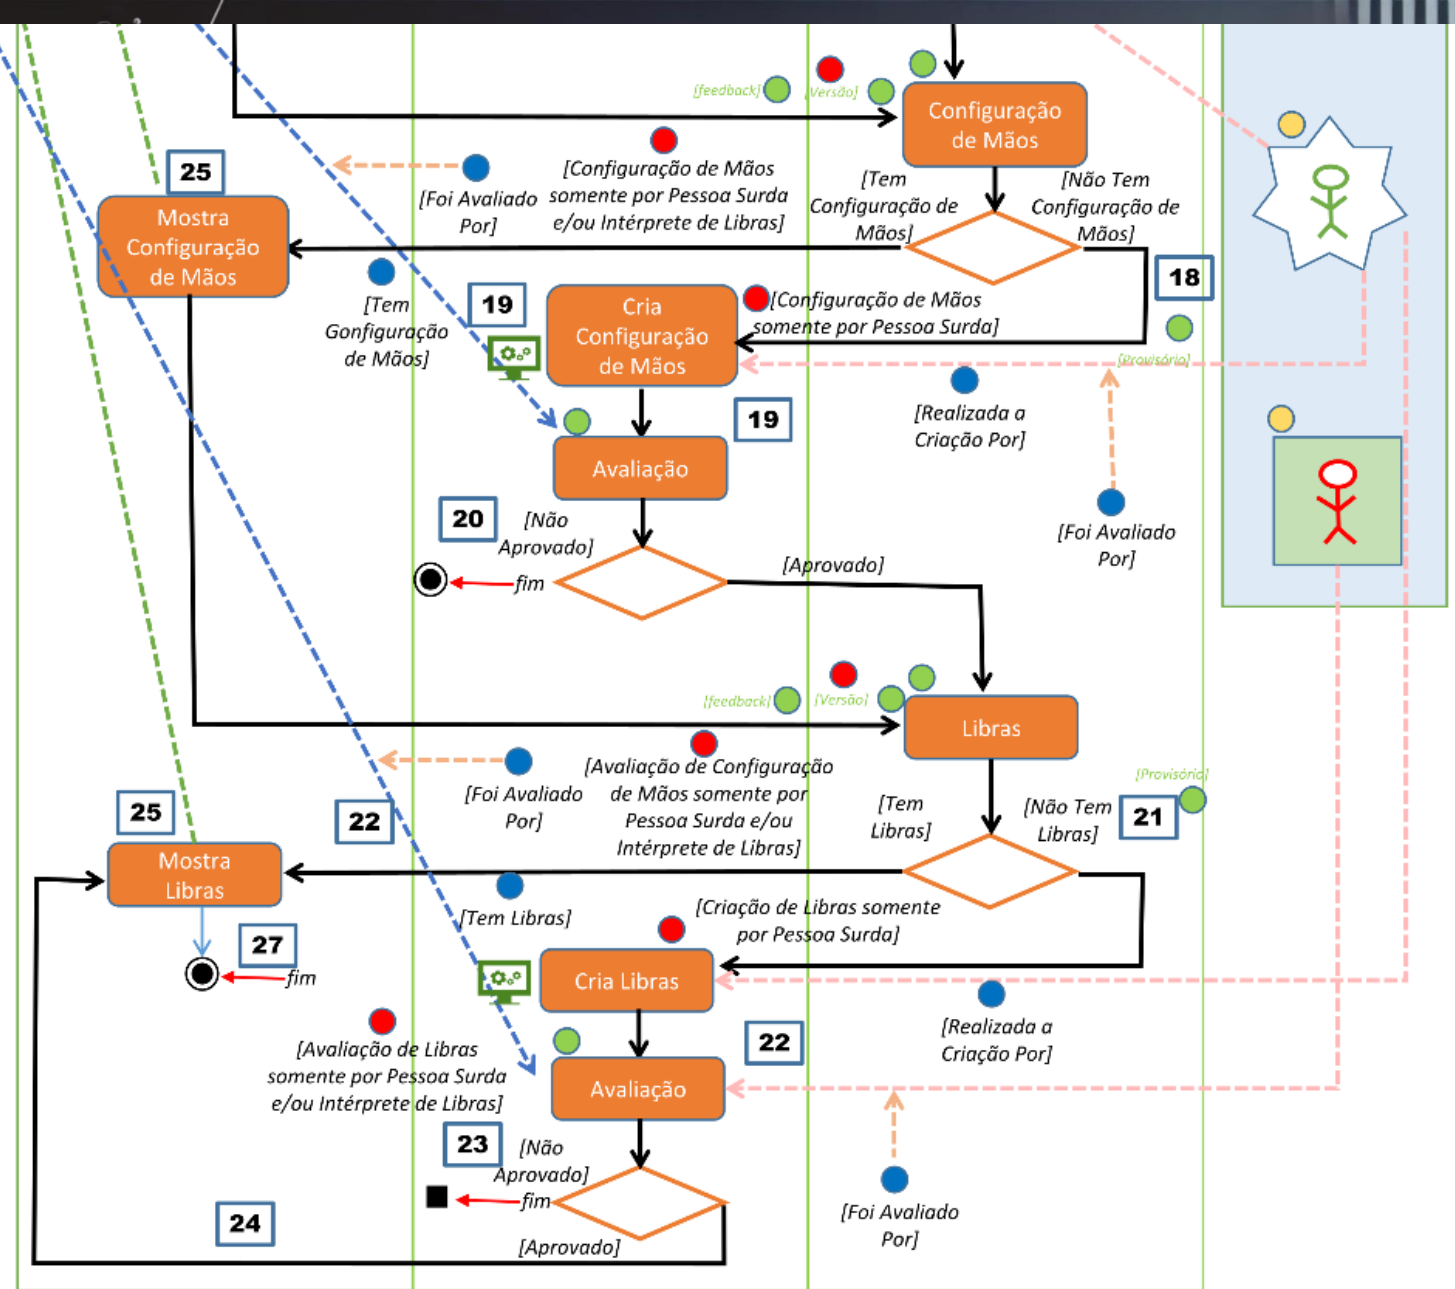 [feedback]
[Versão]
Configuração
de Mãos
25
[Foi Avaliado
Por]
[Configuração de Mãos
somente por Pessoa Surda
e/ou Intérprete de Libras]
[Tem
Configuração de
Mãos]
[Não Tem
Configuração de
Mãos]
Mostra
Configuração
de Mãos
18
[Provisório]
[Tem
Gonfiguração
de Mãos]
19
Cria
Configuração
de Mãos
[Configuração de Mãos
somente por Pessoa Surda]
[Realizada a
Criação Por]
19
Avaliação
[Foi Avaliado
Por]
20
[Não
Aprovado]
fim
[Aprovado]
[feedback]
[Versão]
Libras
[Foi Avaliado
Por]
[Avaliação de Configuração
de Mãos somente por
Pessoa Surda e/ou
Intérprete de Libras]
[Provisório]
[Tem
Libras]
[Não Tem
Libras]
21
25
22
Mostra
Libras
[Tem Libras]
[Criação de Libras somente
por Pessoa Surda]
27
fim
Cria Libras
[Realizada a
Criação Por]
[Avaliação de Libras
somente por Pessoa Surda
e/ou Intérprete de Libras]
22
Avaliação
23
[Não
Aprovado]
fim
[Foi Avaliado
Por]
24
[Aprovado]